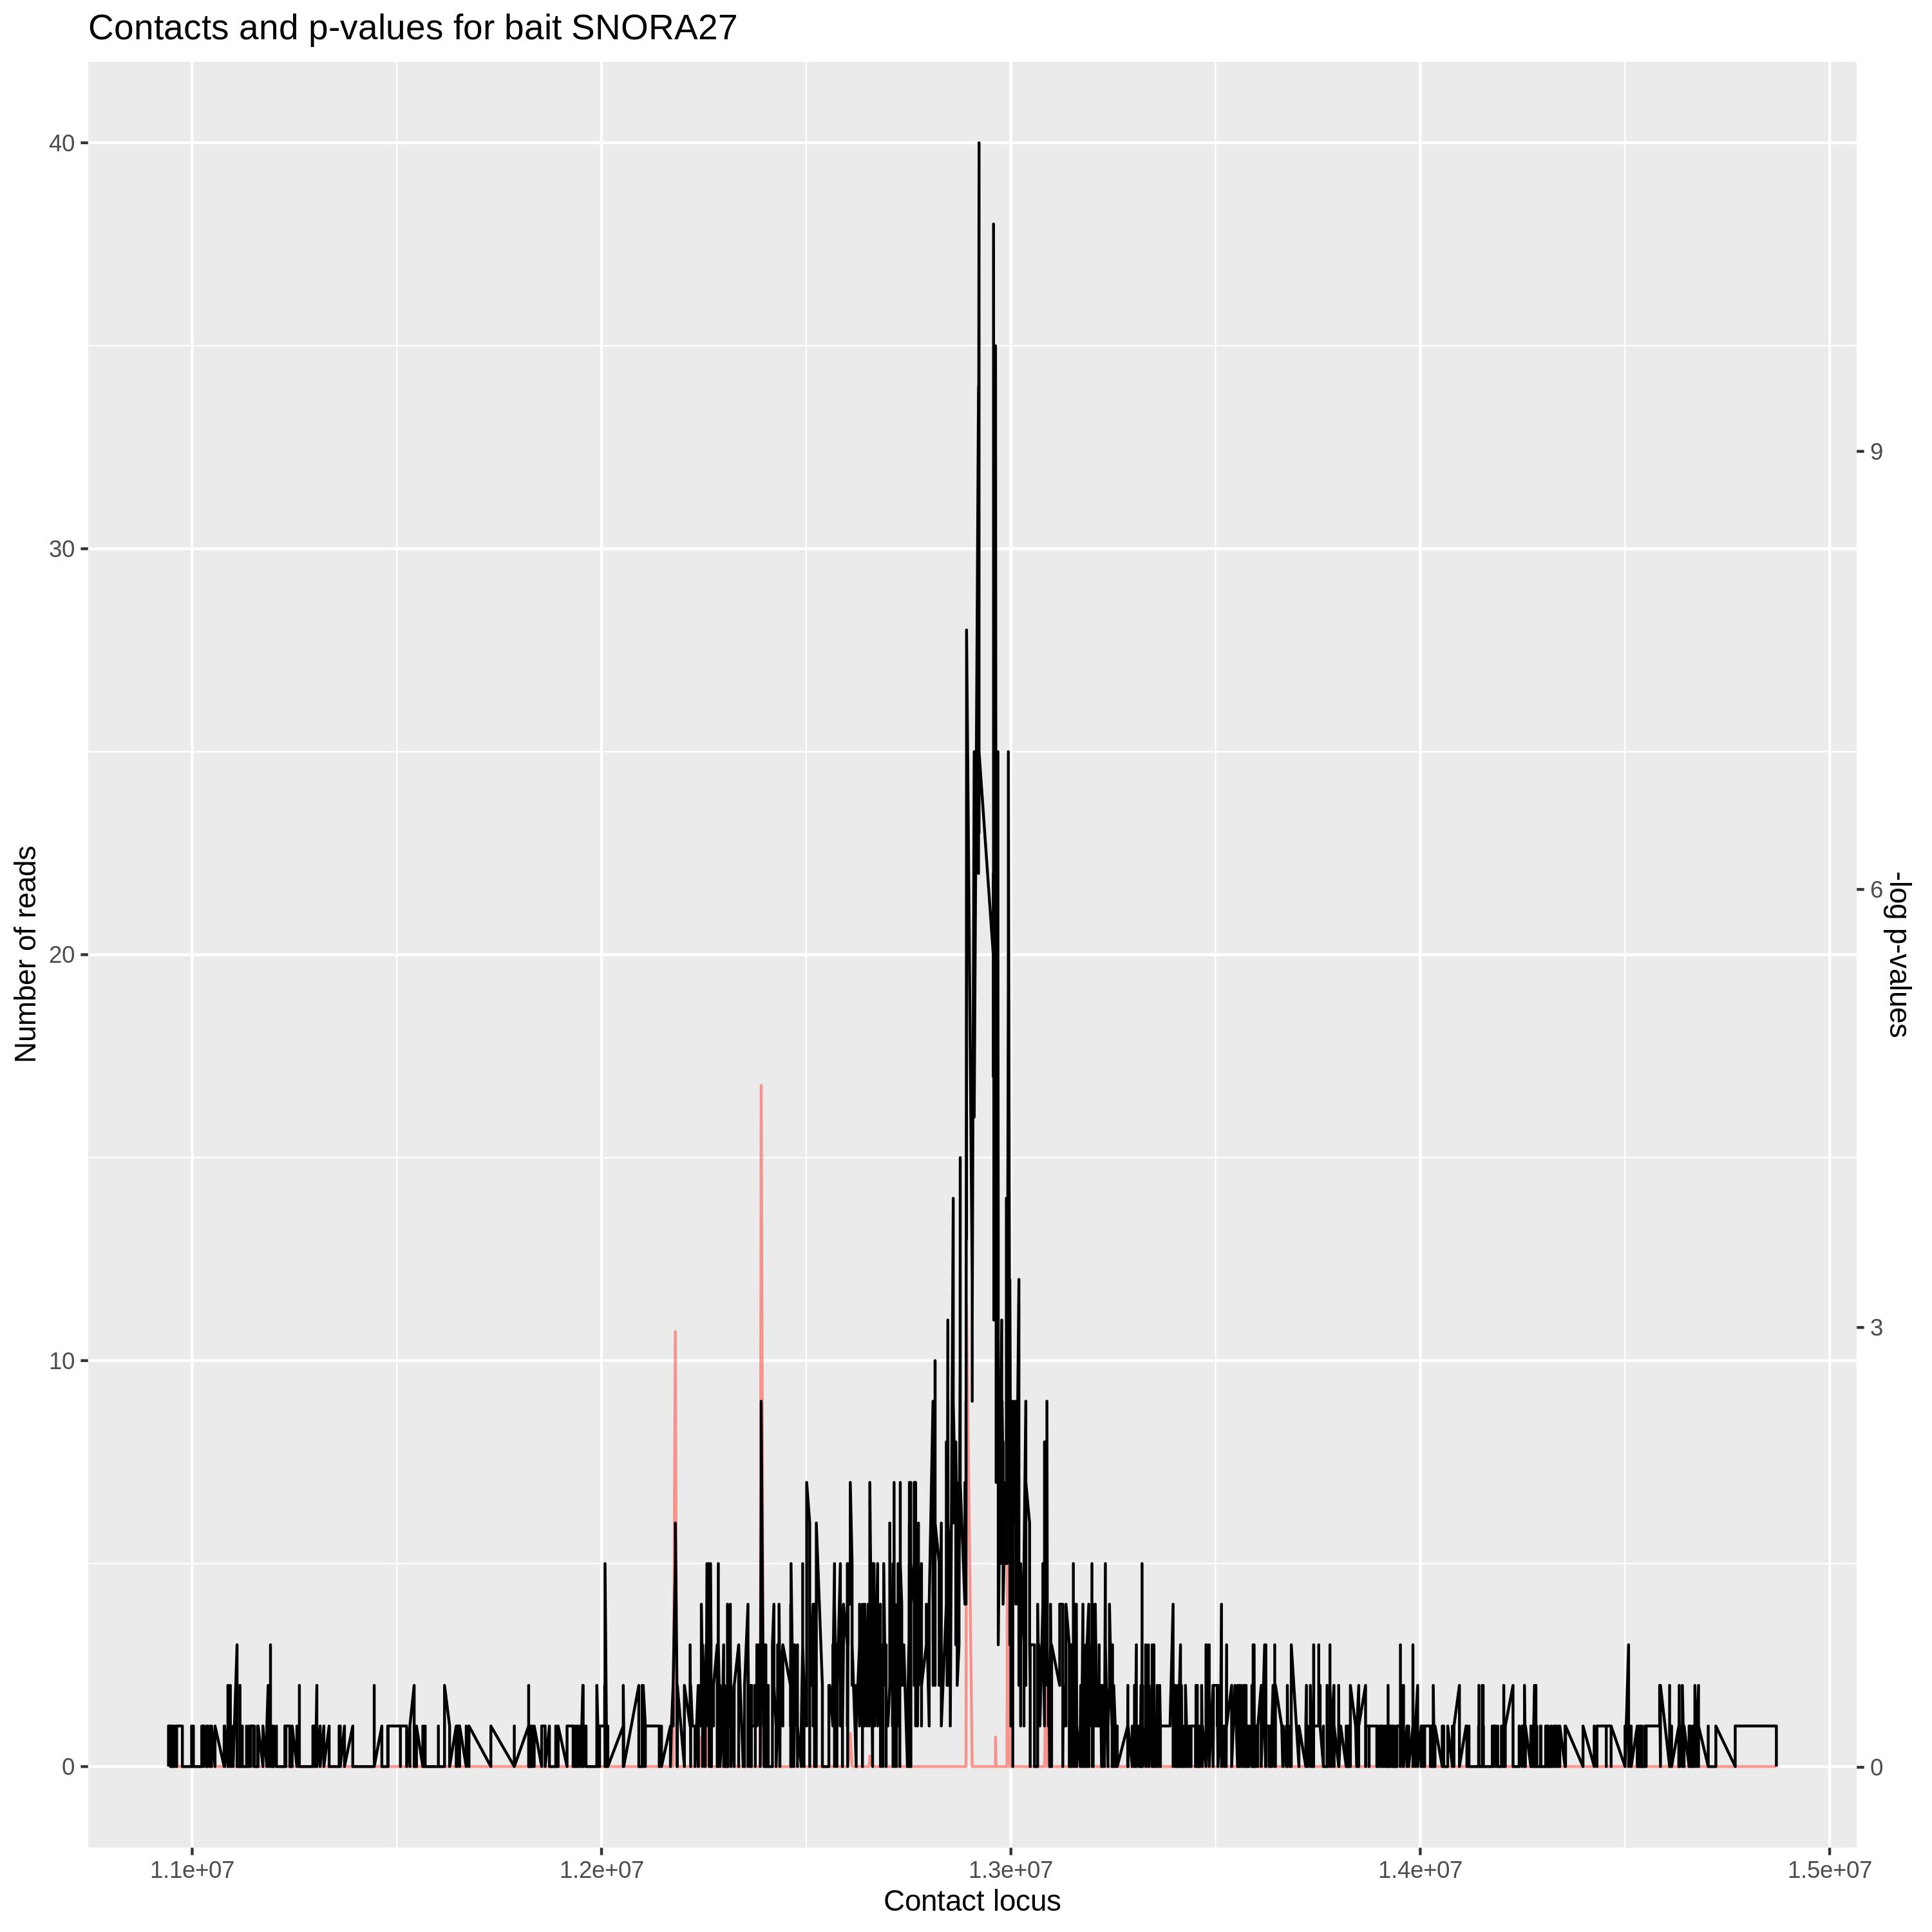 Contacts and p-values for bait SNORA27
Number of reads
40
30
20
10
0
9
6
3
0
-log p-values
1.1e+07 1.2e+07 1.3e+07 1.4e+07 1.5e+07
Contact locus